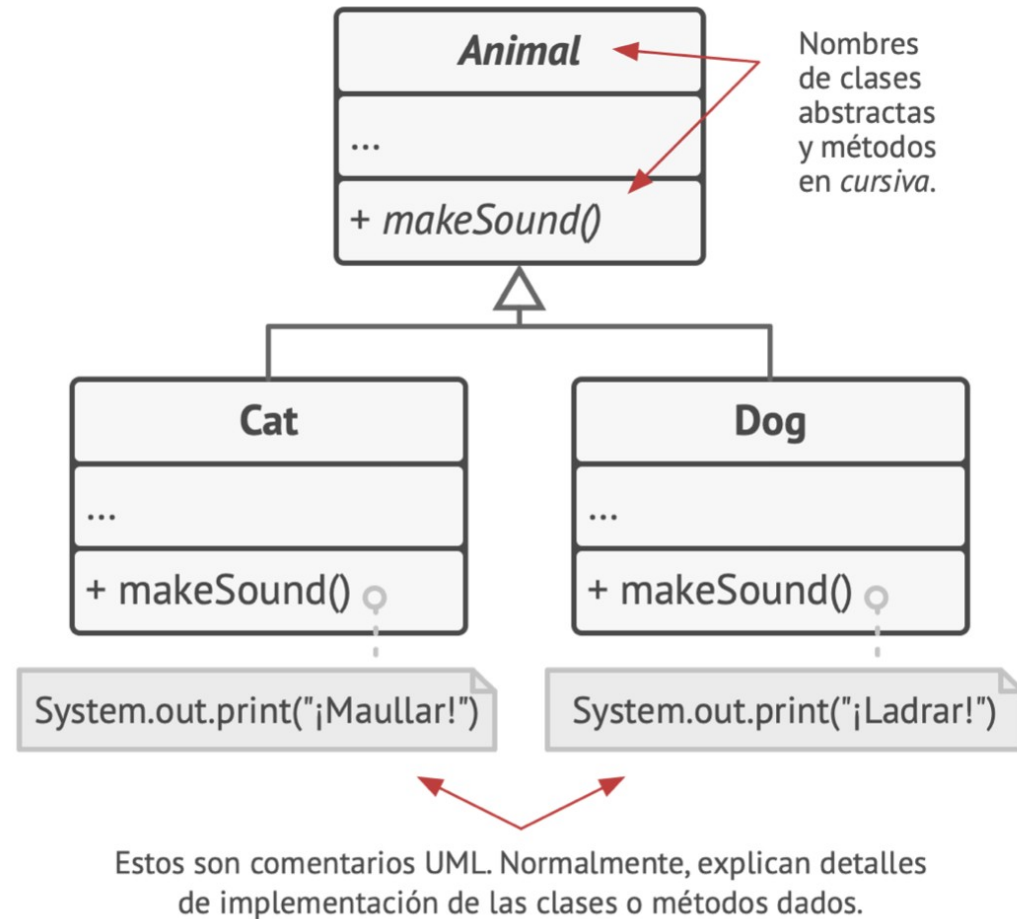 Animal
...
+ makeSound()
Nombres
de clases
abstractas
y métodos
en cursiva.
Cat
...
+ makeSound()
Dog
...
+ makeSound()
System.out.print("¡Maullar!")
System.out.print("¡Ladrar!")
Estos son comentarios UML. Normalmente, explican detalles
de implementación de las clases o métodos dados.